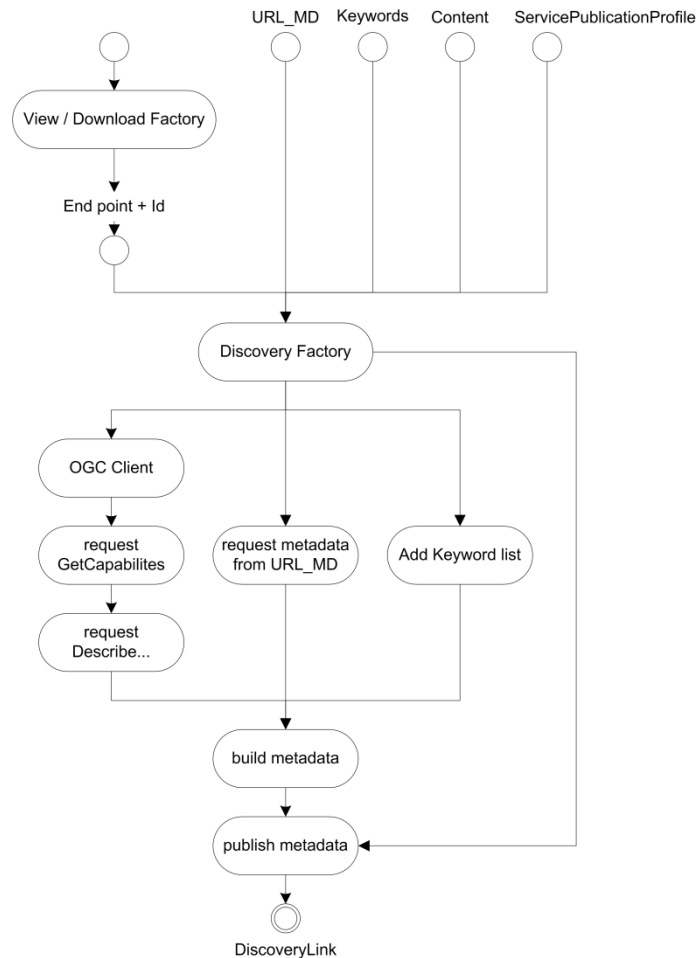 URL_MD
Keywords
Content
ServicePublicationProfile
View / Download Factory
End point + Id
Discovery Factory
OGC Client
request
GetCapabilites
request metadata
from URL_MD
Add Keyword list
request
Describe...
build metadata
publish metadata
DiscoveryLink